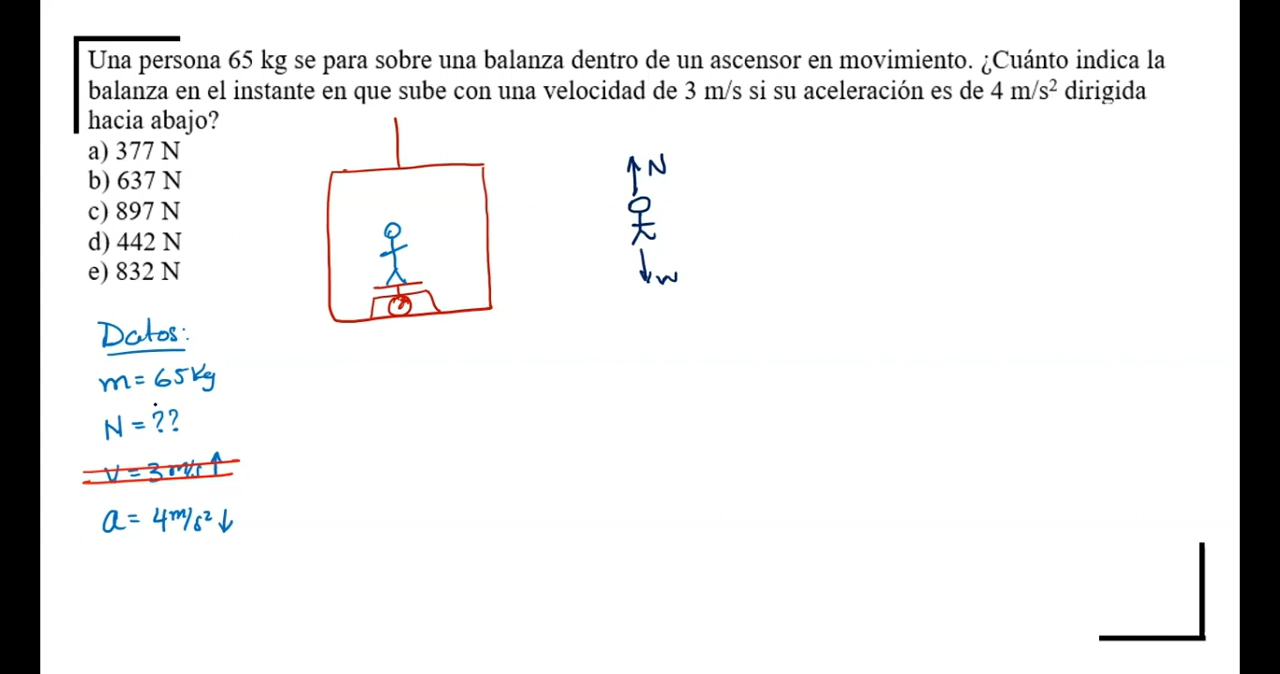 Una persona 65 kg se para sobre una balanza dentro de un ascensor en movimiento. ¿Cuánto indica la
balanza en el instante en que sube con una velocidad de 3 m/s si su aceleración es de 4 m/s² dirigida
hacia abajo?
a) 377 N
b) 637 N
c) 897 N
d) 442 N
e) 832 N
N
w
Datos:
m = 65 Kg
N = ??
v = 3 m/s ↑
a = 4 m/s² ↓